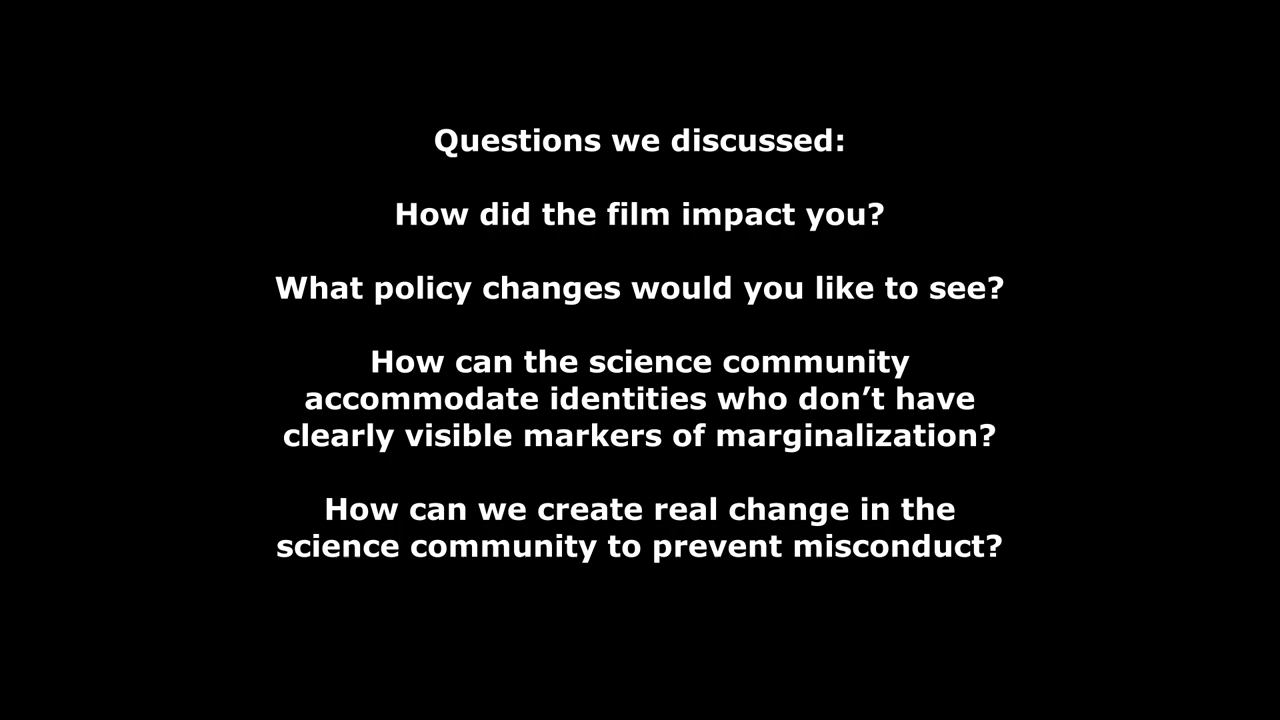 Questions we discussed:
How did the film impact you?
What policy changes would you like to see?
How can the science community
accommodate identities who don’t have
clearly visible markers of marginalization?
How can we create real change in the
science community to prevent misconduct?